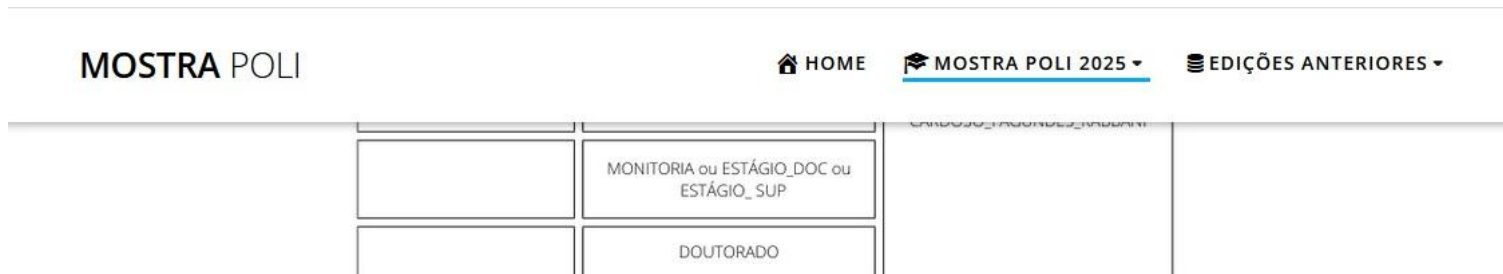 MOSTRA POLI
HOME
MOSTRA POLI 2025
EDIÇÕES ANTERIORES
MONITORIA ou ESTÁGIO_DOC ou
ESTÁGIO_ SUP
DOUTORADO